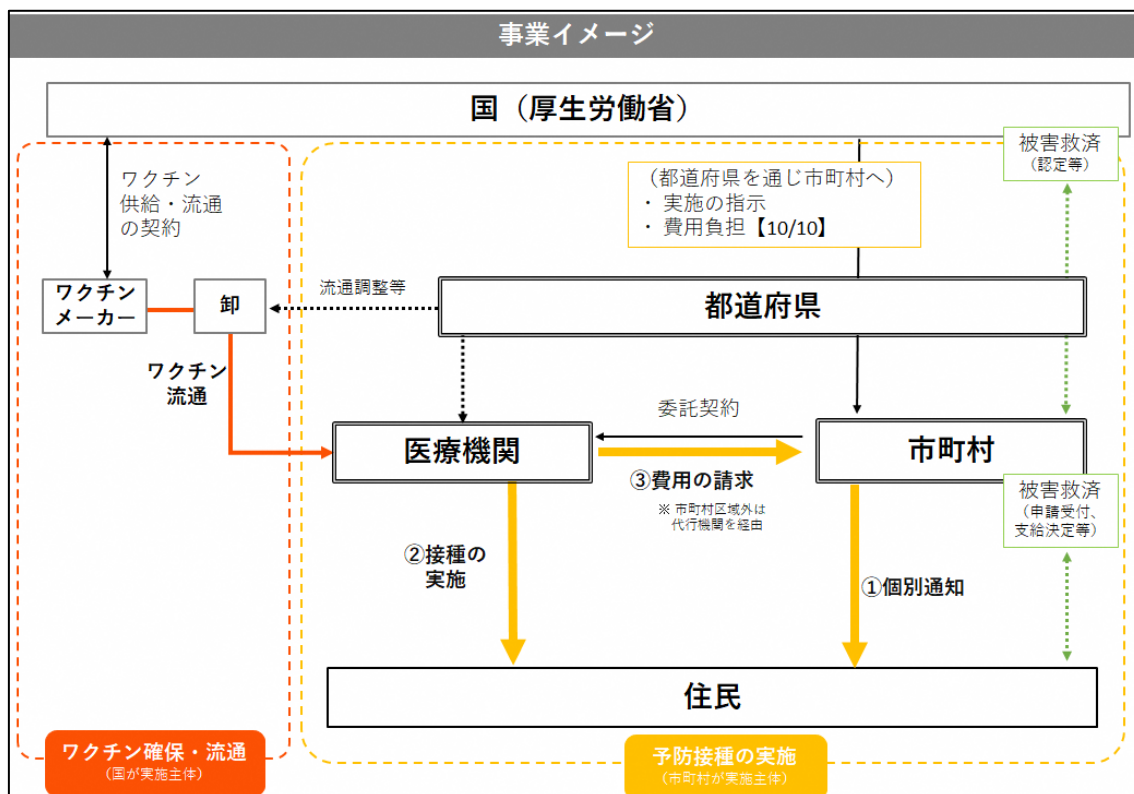 事業イメージ
国（厚生労働省）
ワクチン
供給・流通
の契約
（都道府県を通じ市町村へ）
・ 実施の指示
・ 費用負担【10/10】
被害救済
（認定等）
ワクチン
メーカー
卸
流通調整等
都道府県
ワクチン
流通
委託契約
医療機関
市町村
③費用の請求
※ 市町村区域外は
代行機関を経由
被害救済
（申請受付、
支給決定等）
②接種の
実施
①個別通知
住民
ワクチン確保・流通
（国が実施主体）
予防接種の実施
（市町村が実施主体）